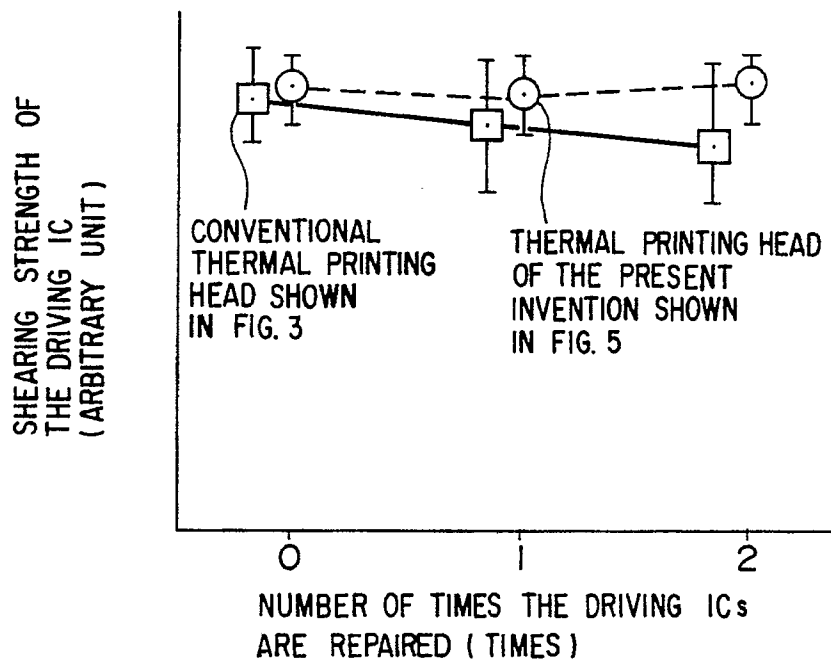 SHEARING STRENGTH OF
THE DRIVING IC
(ARBITRARY UNIT)
CONVENTIONAL
THERMAL PRINTING
HEAD SHOWN
IN FIG. 3
THERMAL PRINTING HEAD
OF THE PRESENT
INVENTION SHOWN
IN FIG. 5
0 1 2
NUMBER OF TIMES THE DRIVING ICs
ARE REPAIRED (TIMES)